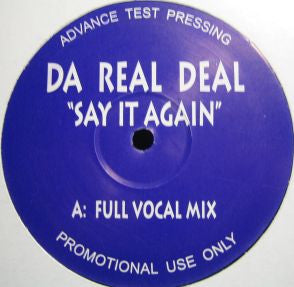 ADVANCE TEST PRESSING
DA REAL DEAL
"SAY IT AGAIN"
A: FULL VOCAL MIX
PROMOTIONAL USE ONLY